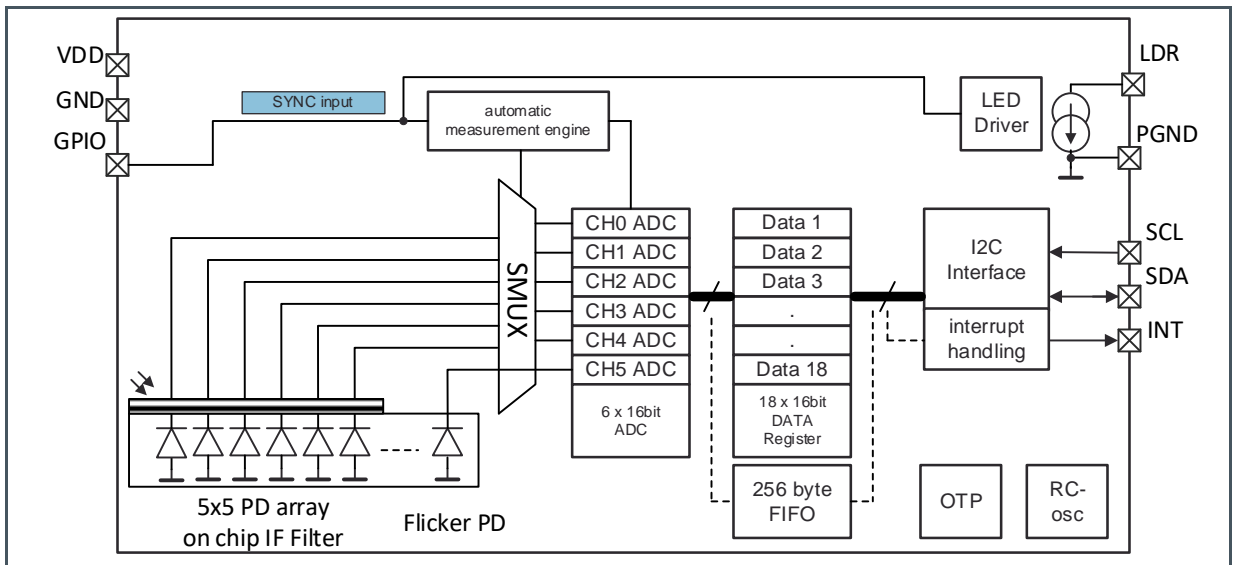 VDD
GND
GPIO
SYNC input
automatic
measurement engine
LED
Driver
LDR
PGND
SMUX
CH0 ADC
CH1 ADC
CH2 ADC
CH3 ADC
CH4 ADC
CH5 ADC
6 x 16bit
ADC
Data 1
Data 2
Data 3
.
.
Data 18
18 x 16bit
DATA
Register
256 byte
FIFO
I2C
Interface
interrupt
handling
SCL
SDA
INT
OTP
RC-
osc
5x5 PD array
on chip IF Filter
Flicker PD